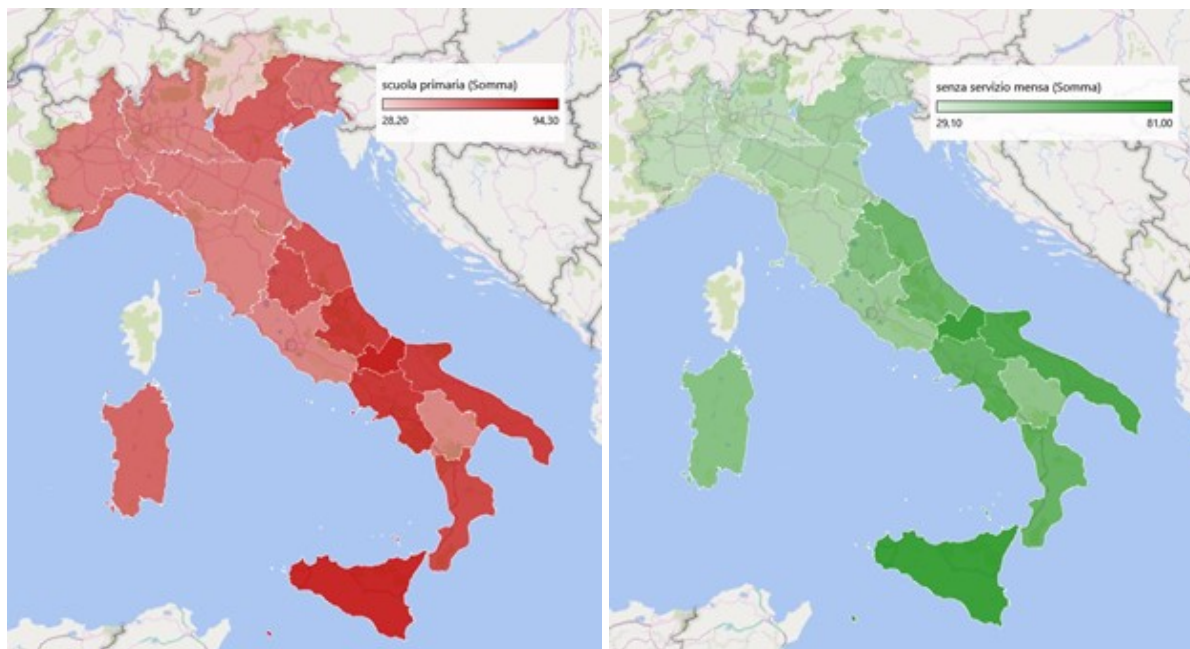 scuola primaria (Somma)
28,20 94,30
senza servizio mensa (Somma)
29,10 81,00